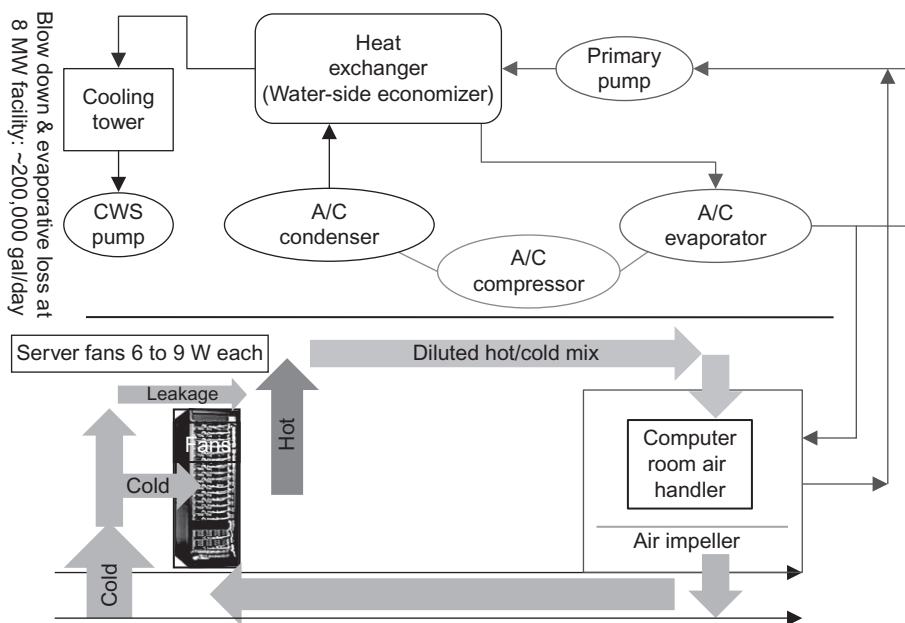 Blow down & evaporative loss at
8 MW facility: ~200,000 gal/day
Heat
exchanger
(Water-side economizer)
Primary
pump
Cooling
tower
CWS
pump
A/C
condenser
A/C
evaporator
A/C
compressor
Server fans 6 to 9 W each
Diluted hot/cold mix
Leakage
Fans
Hot
Cold
Computer
room air
handler
Air impeller
Cold